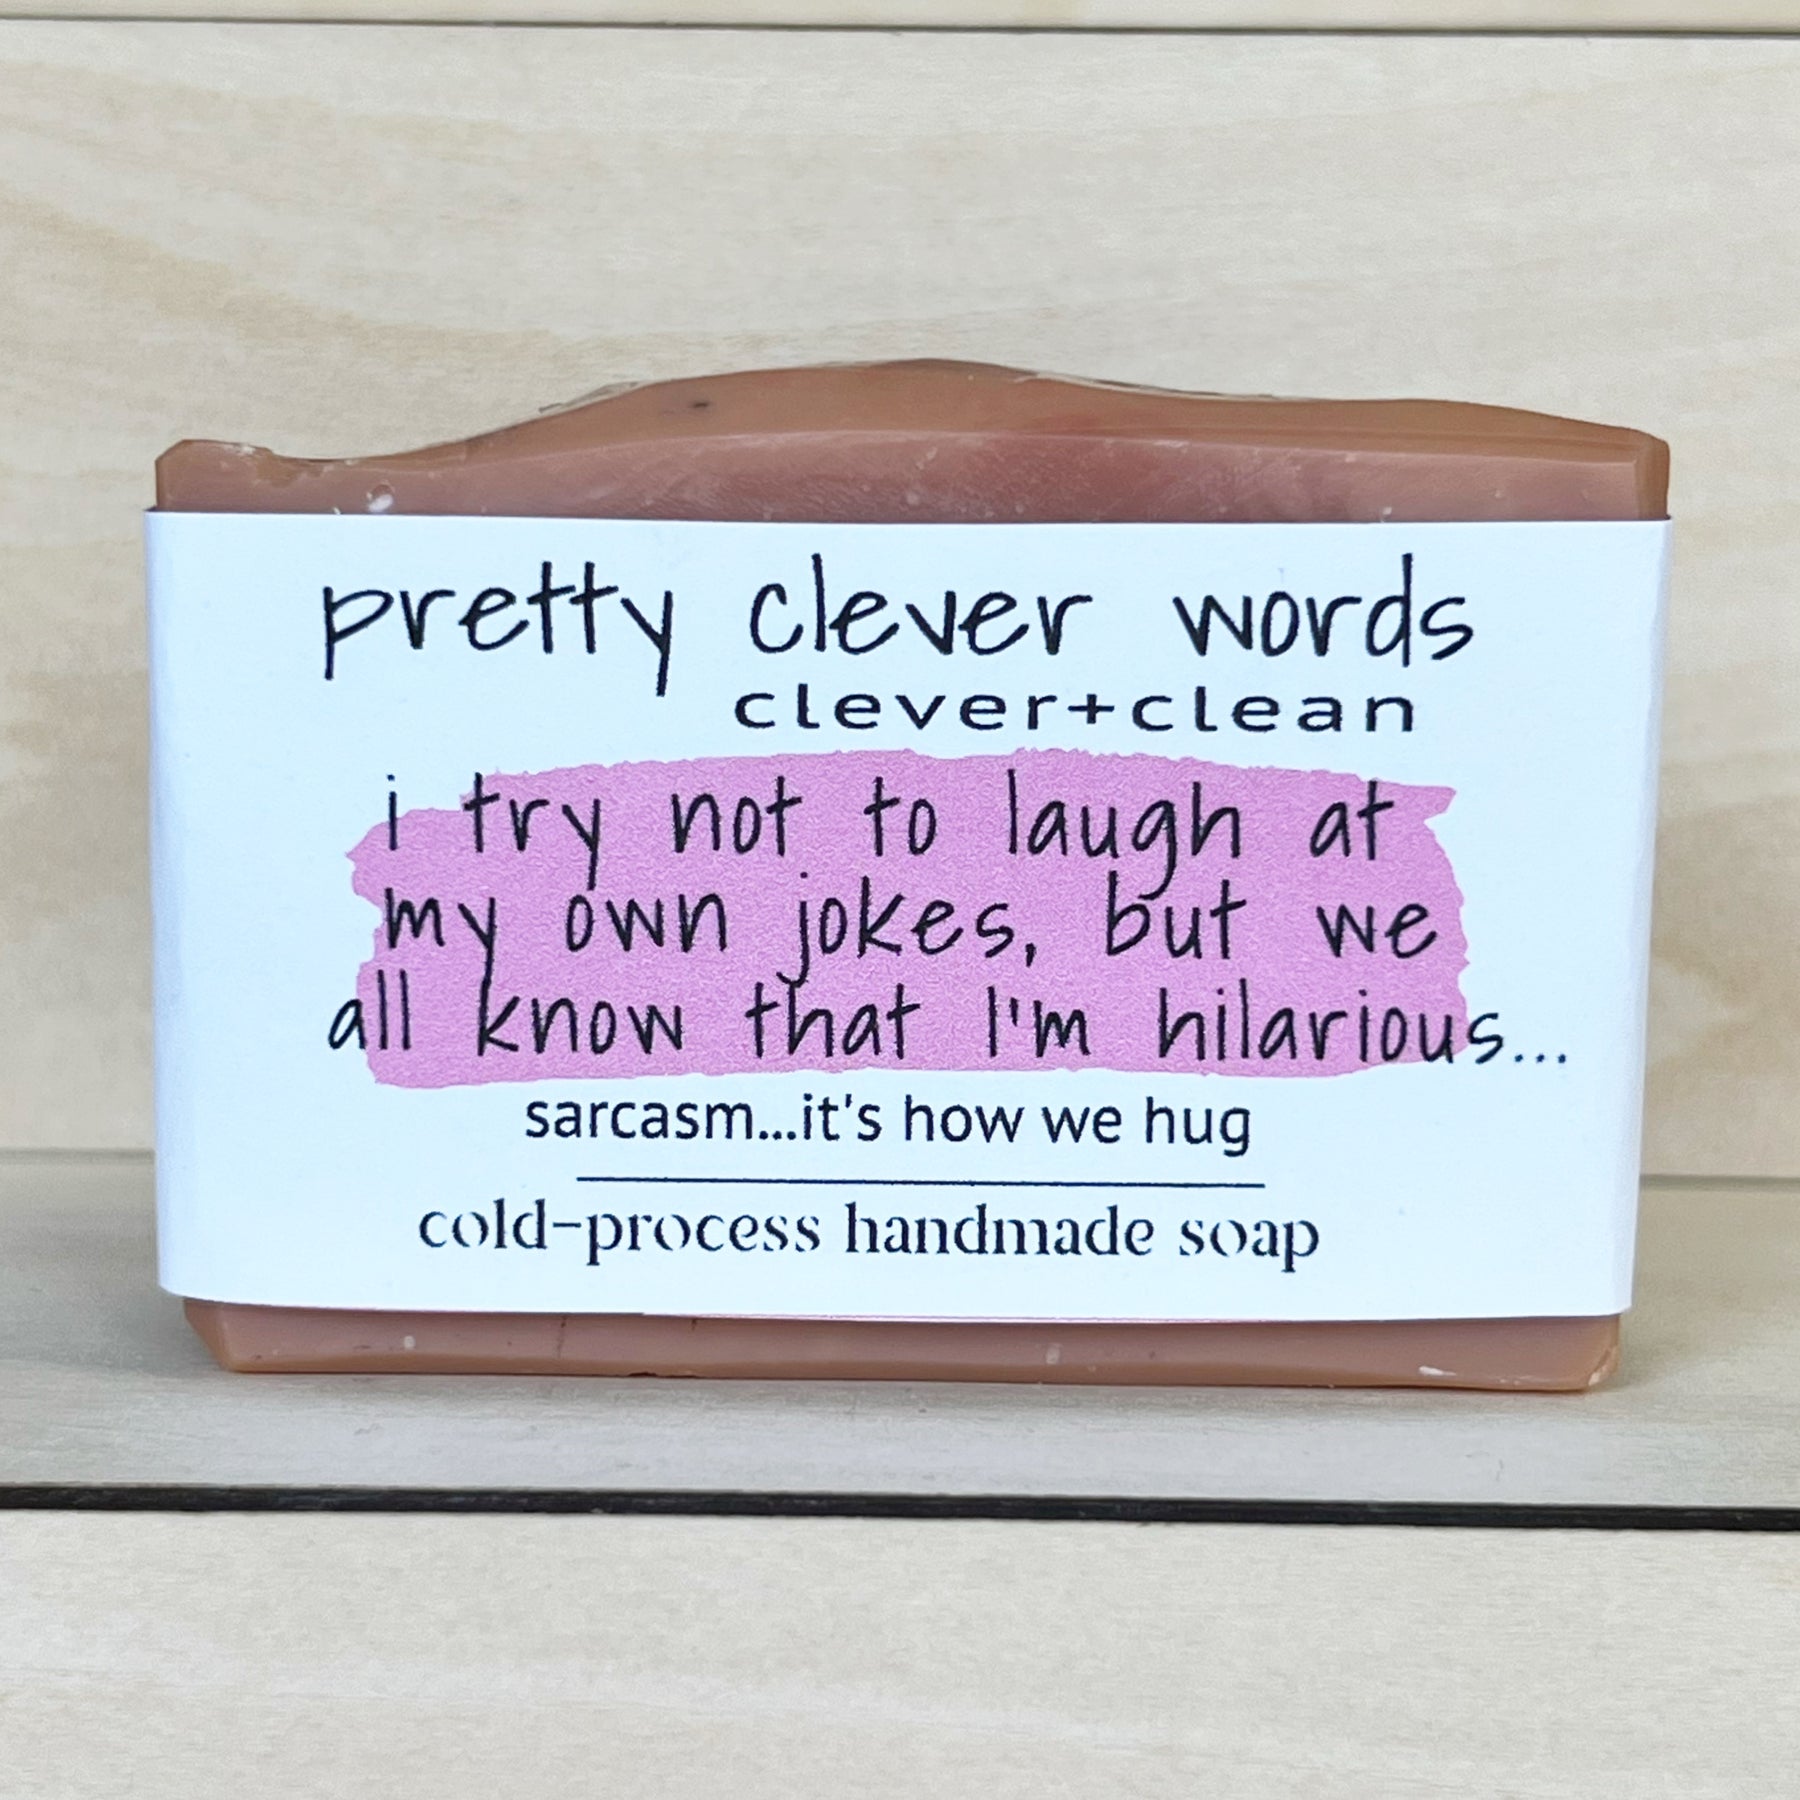 pretty clever words
clever+clean
i try not to laugh at
my own jokes, but we
all know that I'm hilarious...
sarcasm...it's how we hug
cold-process handmade soap